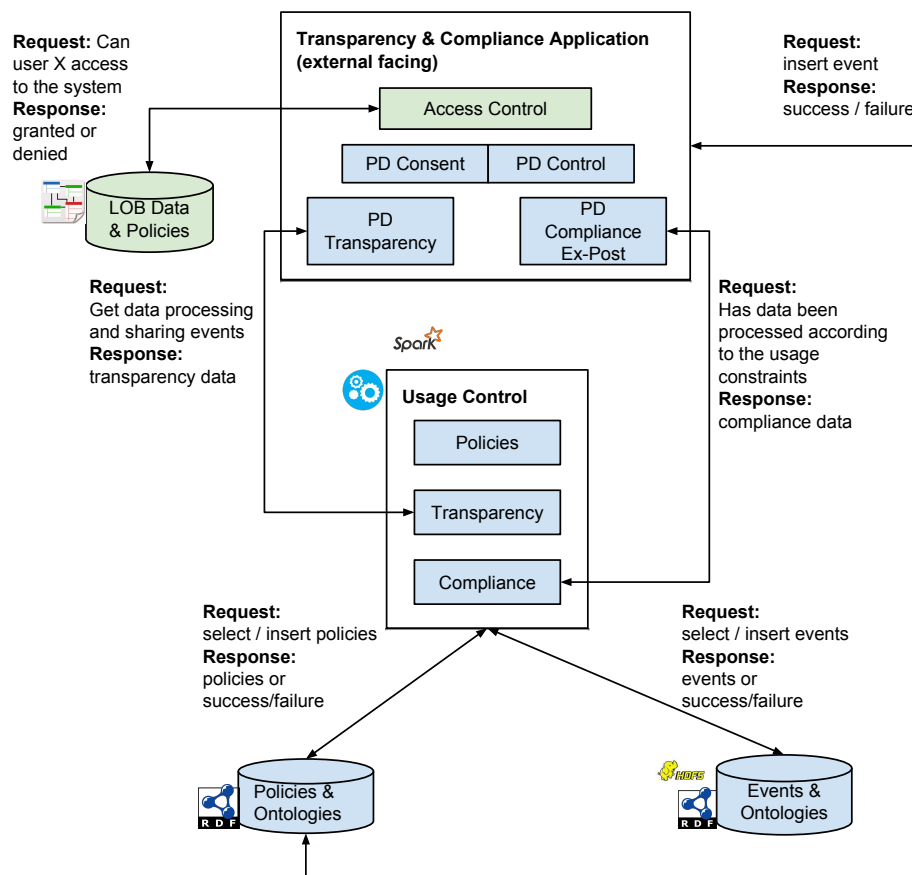 Request: Can
user X access
to the system
Response:
granted or
denied
Transparency & Compliance Application
(external facing)
Access Control
PD Consent
PD Control
PD
Transparency
PD
Compliance
Ex-Post
Request:
insert event
Response:
success / failure
LOB Data
& Policies
Request:
Get data processing
and sharing events
Response:
transparency data
Request:
Has data been
processed according
to the usage
constraints
Response:
compliance data
Spark
Usage Control
Policies
Transparency
Compliance
Request:
select / insert policies
Response:
policies or
success/failure
Request:
select / insert events
Response:
events or
success/failure
RDF
Policies &
Ontologies
HDFS
RDF
Events &
Ontologies